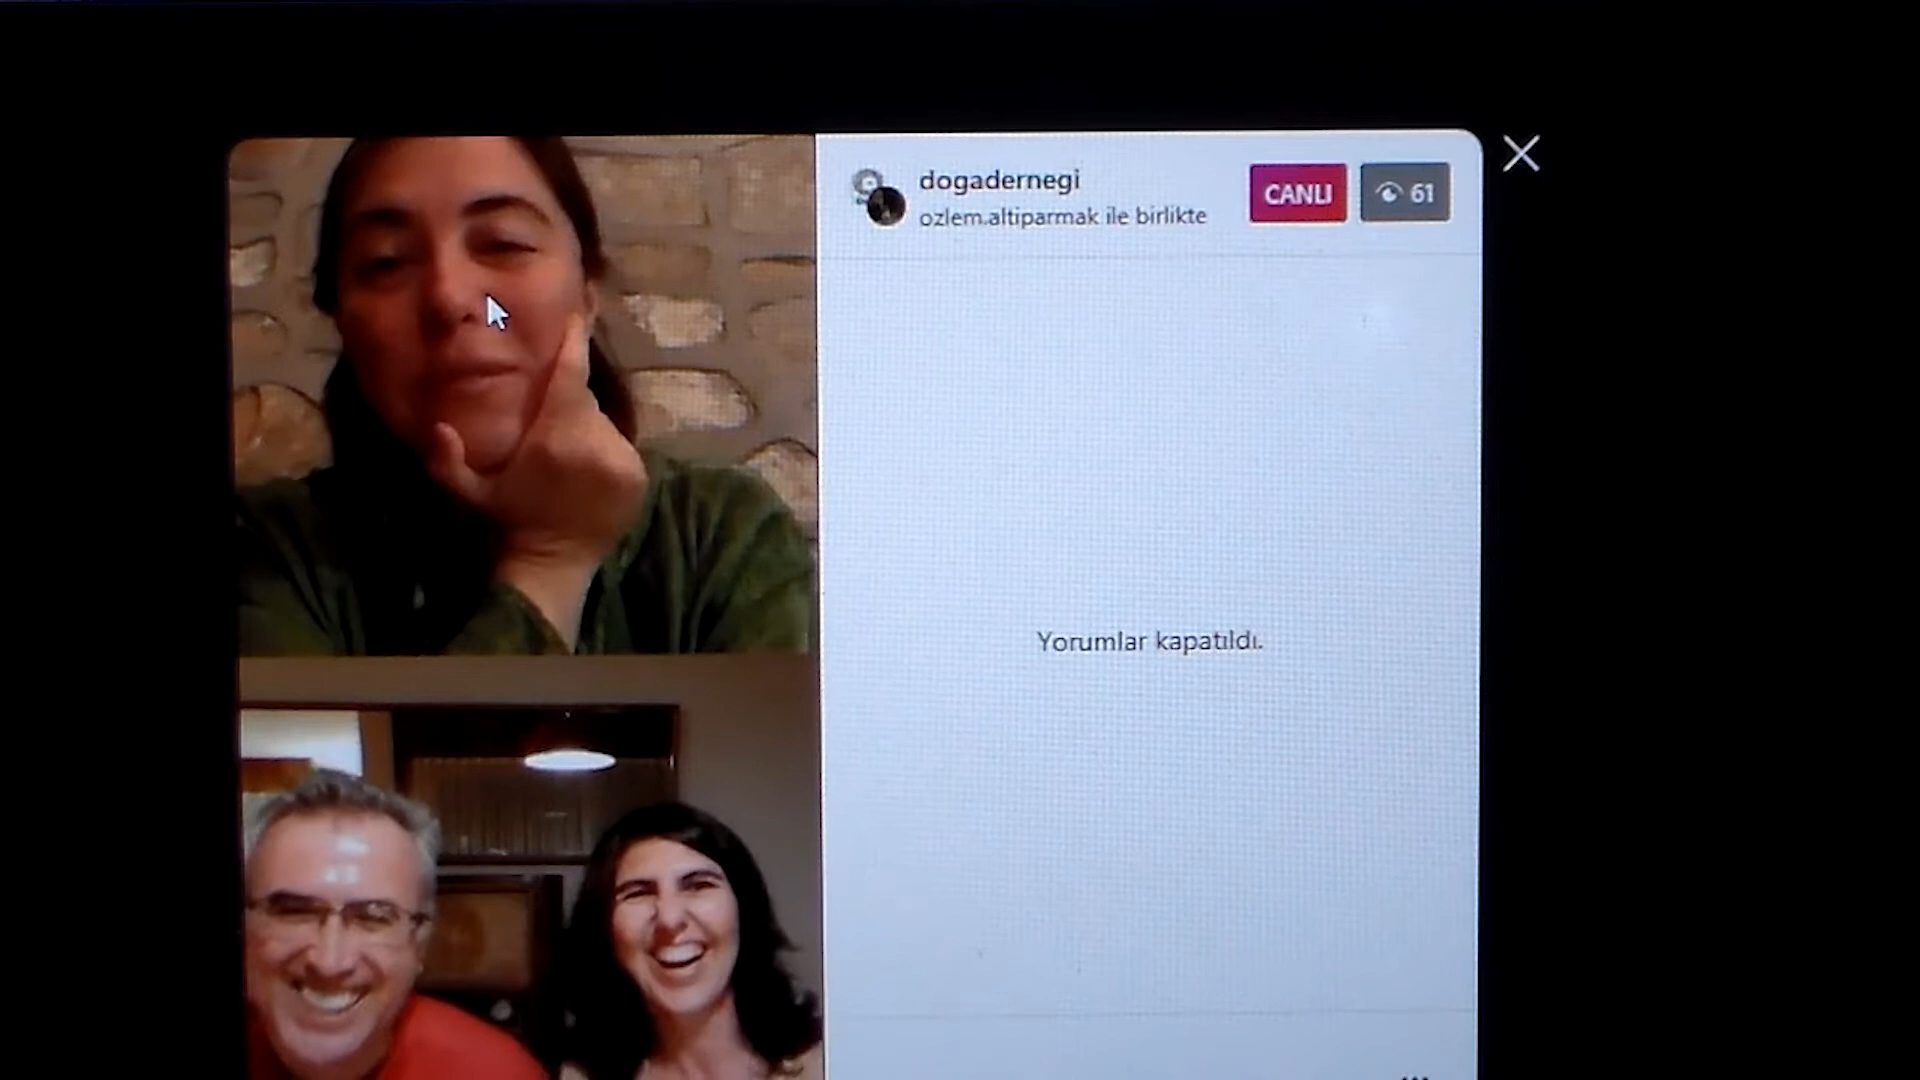 dogadernegi
ozlem.altiparmak ile birlikte
CANLI
61
Yorumlar kapatıldı.